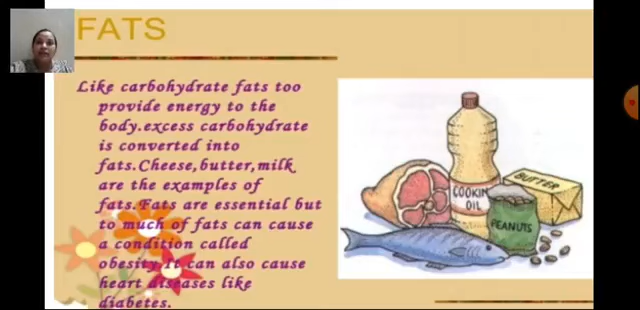 FATS
Like carbohydrate fats too
provide energy to the
body.excess carbohydrate
is converted into
fats.Cheese,butter,milk
are the examples of
fats.Fats are essential but
to much of fats can cause
a condition called
obesity.It can also cause
heart diseases like
diabetes.
COOKIN
OIL
BUTTER
PEANUTS